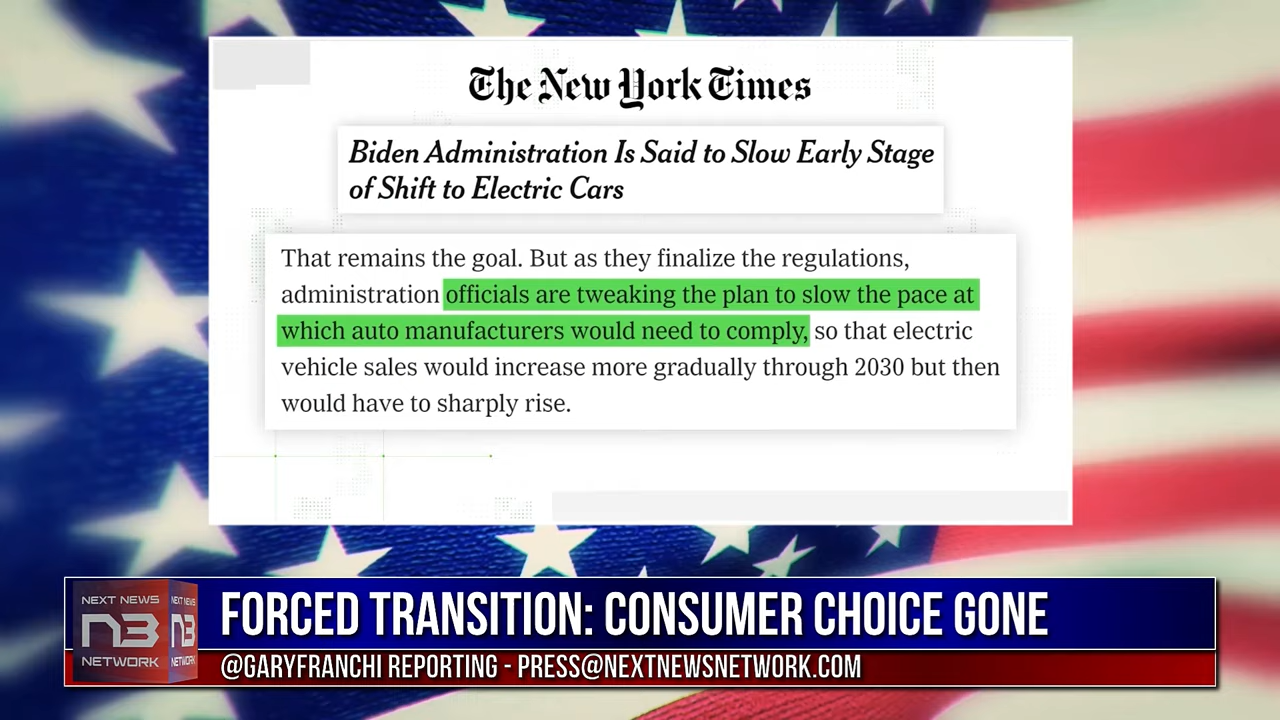 The New York Times
Biden Administration Is Said to Slow Early Stage
of Shift to Electric Cars
That remains the goal. But as they finalize the regulations,
administration officials are tweaking the plan to slow the pace at
which auto manufacturers would need to comply, so that electric
vehicle sales would increase more gradually through 2030 but then
would have to sharply rise.
NEXT NEWS
N3
NETWORK
NEXT NEWS
N3
NETWORK
FORCED TRANSITION: CONSUMER CHOICE GONE
@GARYFRANCHI REPORTING - PRESS@NEXTNEWSNETWORK.COM